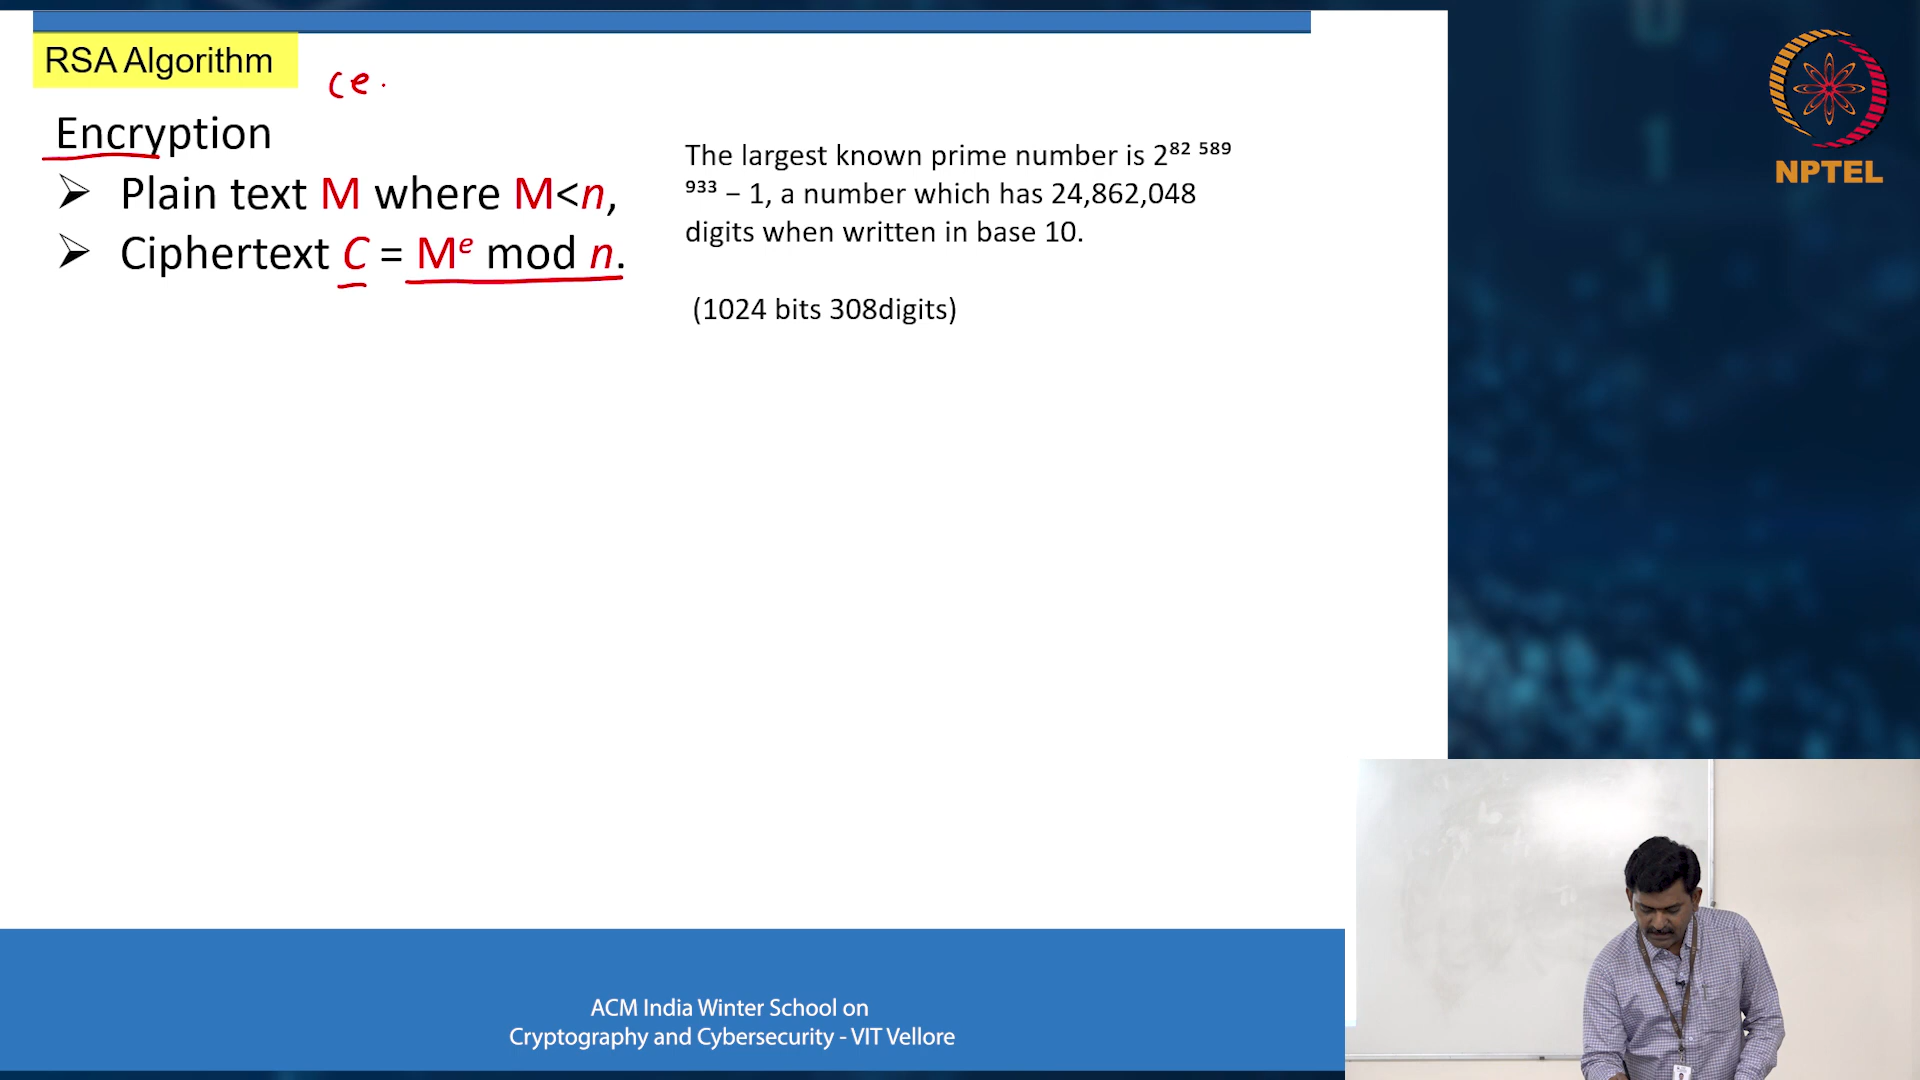 RSA Algorithm
ce.
Encryption
➢ Plain text M where M<n,
➢ Ciphertext C = Mᵉ mod n.
The largest known prime number is 2⁸² ⁵⁸⁹
⁹³³ − 1, a number which has 24,862,048
digits when written in base 10.
(1024 bits 308digits)
NPTEL
ACM India Winter School on
Cryptography and Cybersecurity - VIT Vellore